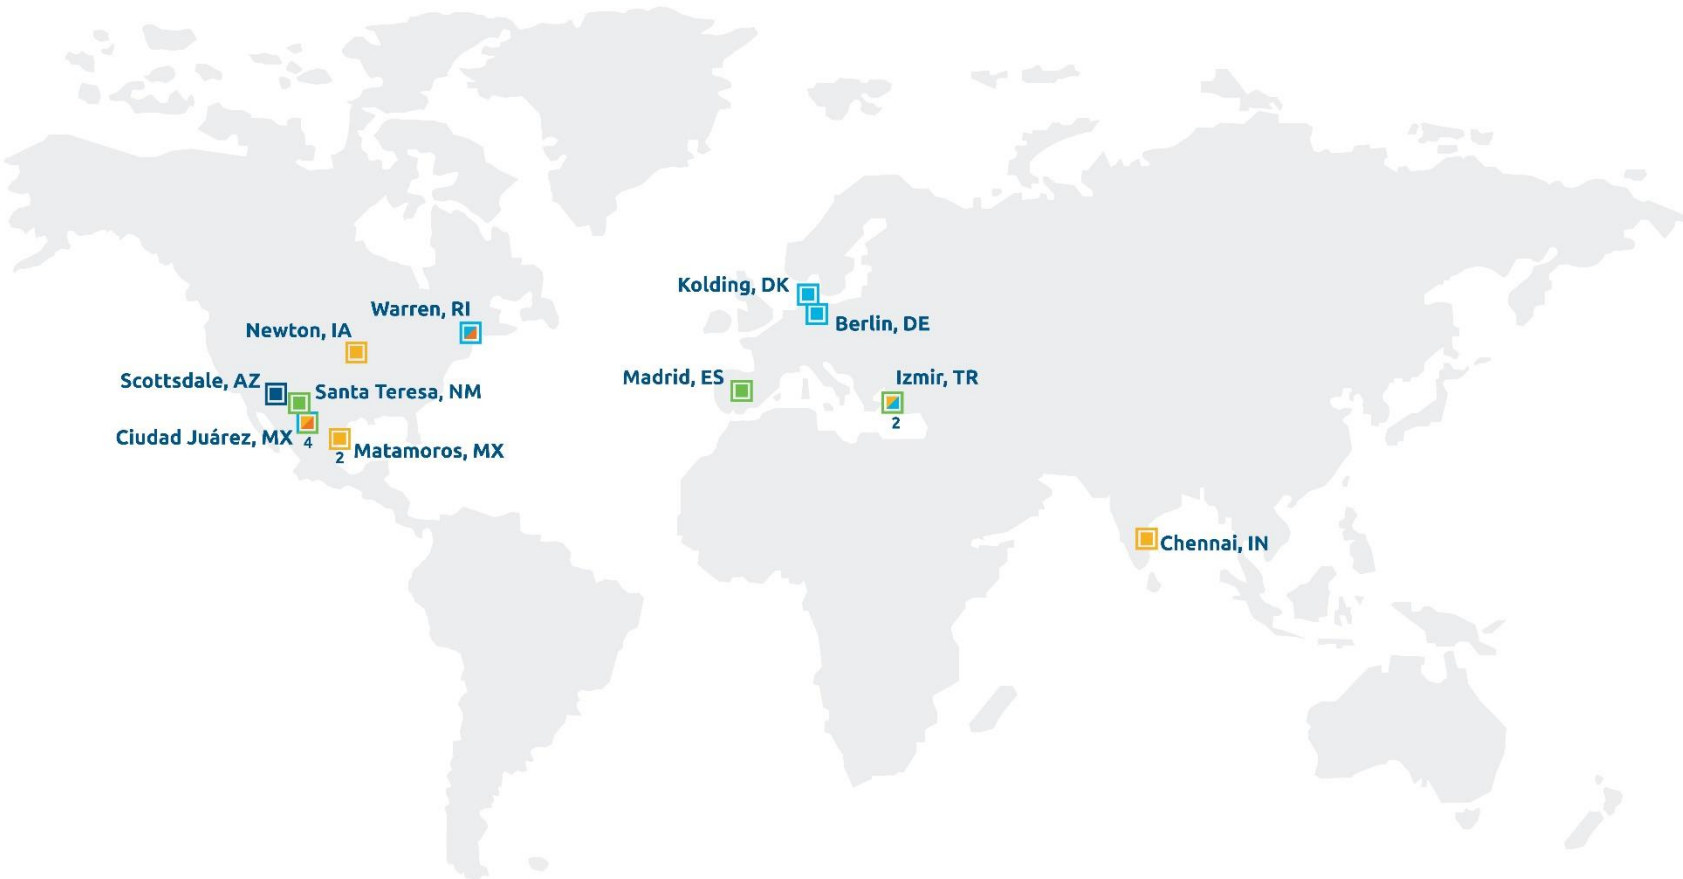 Kolding, DK
Warren, RI
Berlin, DE
Newton, IA
Scottsdale, AZ
Santa Teresa, NM
Madrid, ES
Izmir, TR
2
Ciudad Juárez, MX
4
2
Matamoros, MX
Chennai, IN